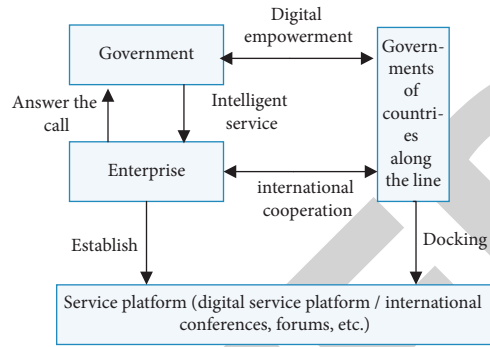 Digital
empowerment
Government
Govern-
ments
of
countri-
es
along
the line
Answer the
call
Intelligent
service
Enterprise
international
cooperation
Establish
Docking
Service platform (digital service platform / international
conferences, forums, etc.)